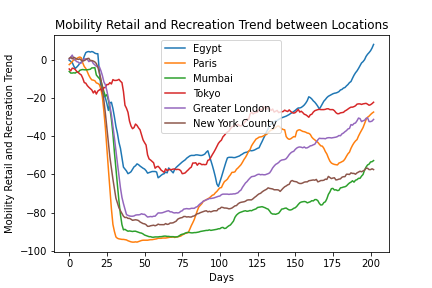 Mobility Retail and Recreation Trend between Locations
Mobility Retail and Recreation Trend
0
−20
−40
−60
−80
−100
Egypt
Paris
Mumbai
Tokyo
Greater London
New York County
0
25
50
75
100
125
150
175
200
Days